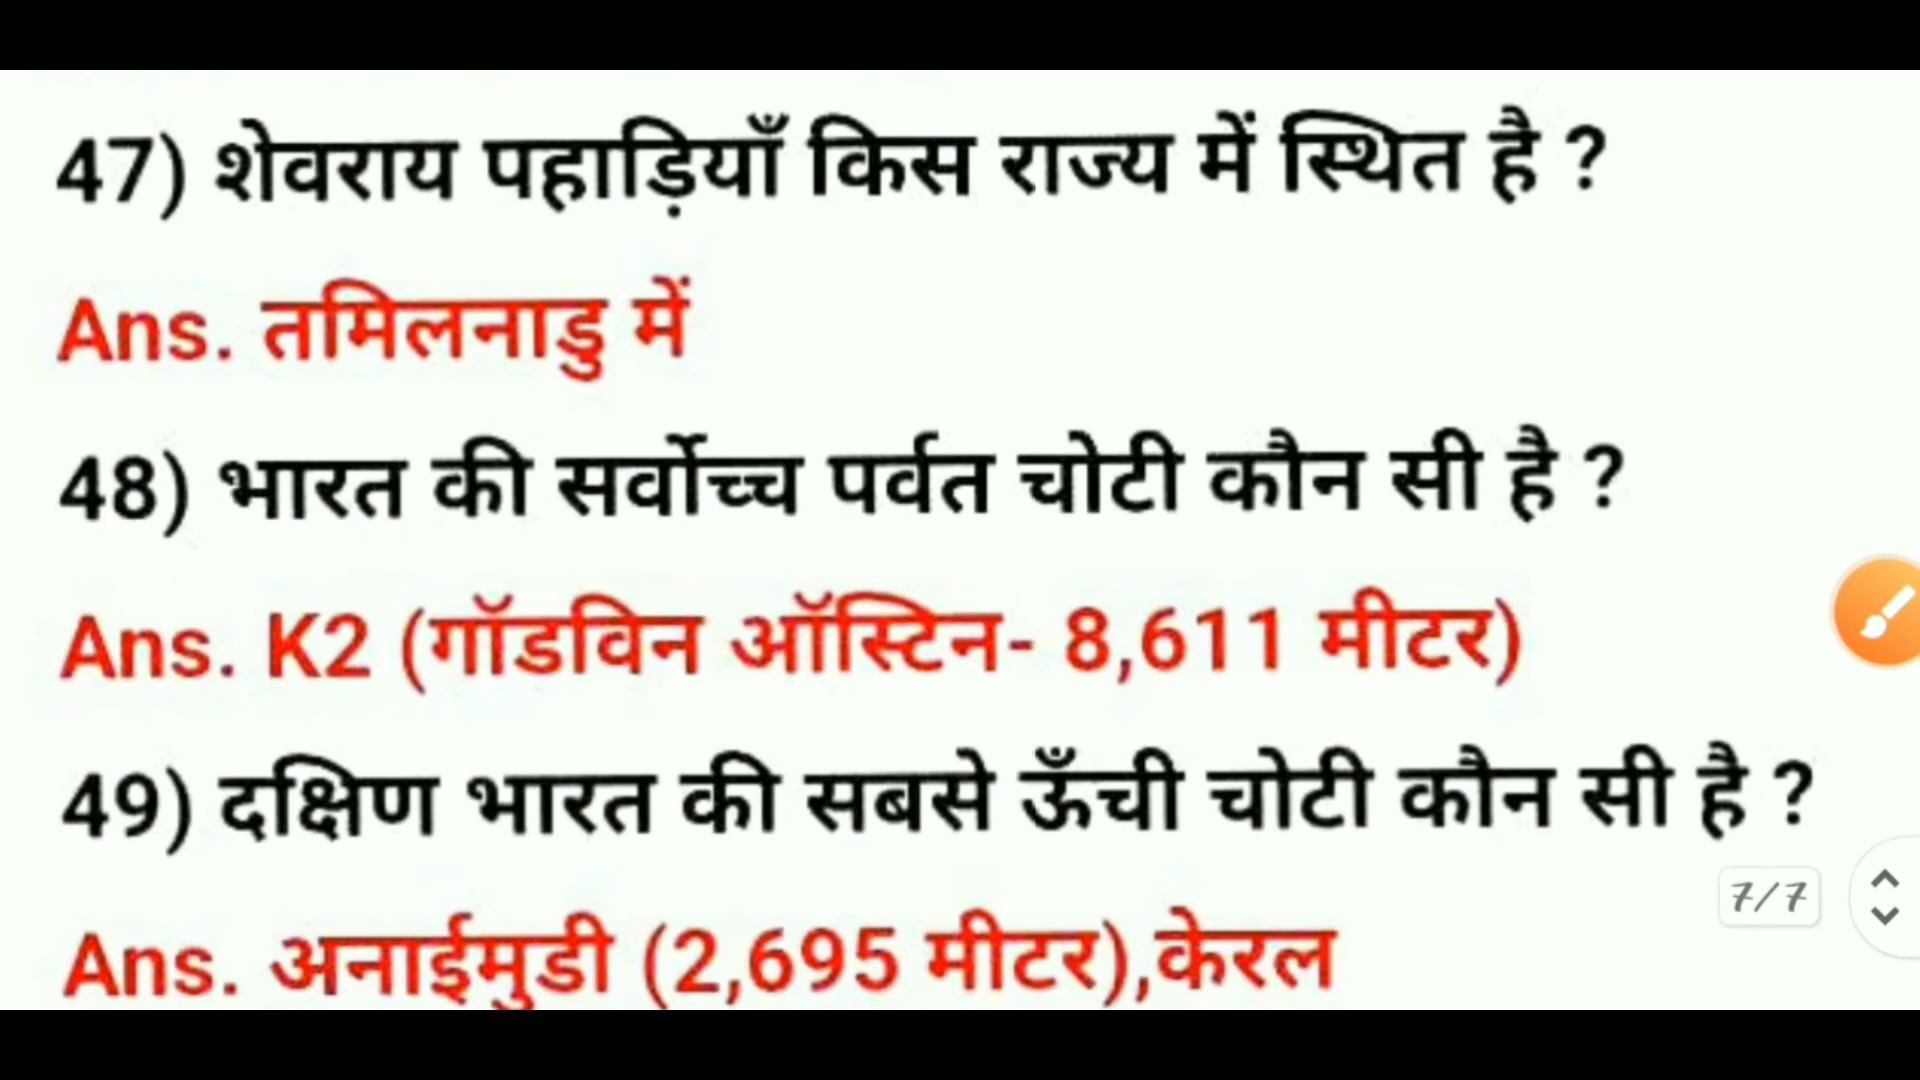 47) शेवराय पहाड़ियाँ किस राज्य में स्थित है ?
Ans. तमिलनाडु में
48) भारत की सर्वोच्च पर्वत चोटी कौन सी है ?
Ans. K2 (गॉडविन ऑस्टिन- 8,611 मीटर)
49) दक्षिण भारत की सबसे ऊँची चोटी कौन सी है ?
7/7
Ans. अनाईमुडी (2,695 मीटर),केरल